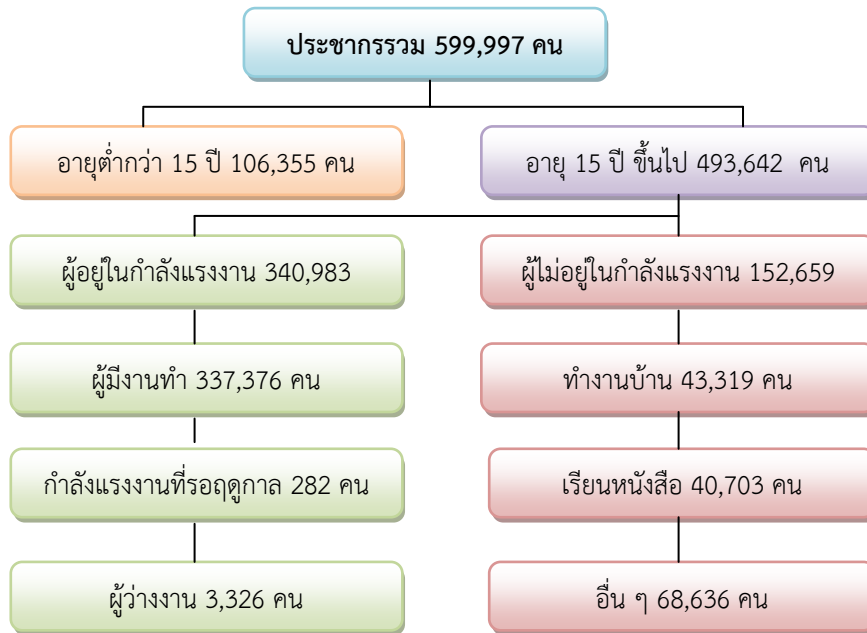 ประชากรรวม 599,997 คน
อายุต่ำกว่า 15 ปี 106,355 คน
อายุ 15 ปี ขึ้นไป 493,642 คน
ผู้อยู่ในกำลังแรงงาน 340,983
ผู้ไม่อยู่ในกำลังแรงงาน 152,659
ผู้มีงานทำ 337,376 คน
ทำงานบ้าน 43,319 คน
กำลังแรงงานที่รอฤดูกาล 282 คน
เรียนหนังสือ 40,703 คน
ผู้ว่างงาน 3,326 คน
อื่น ๆ 68,636 คน